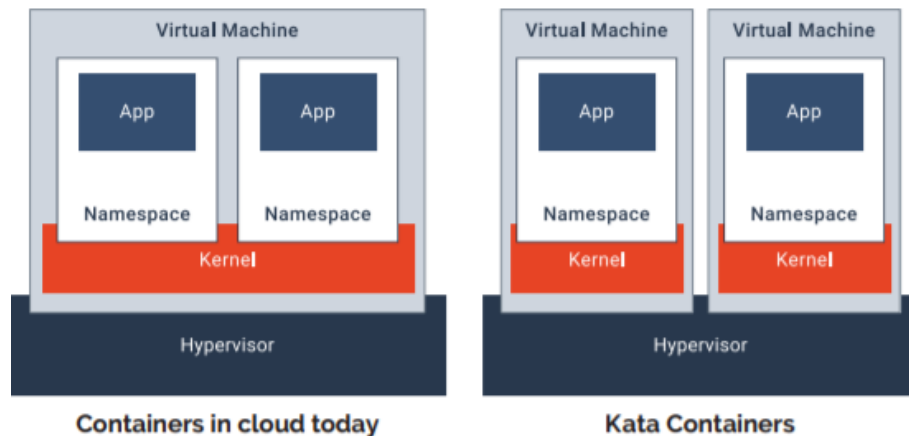 Virtual Machine
App
App
Namespace
Namespace
Kernel
Hypervisor
Containers in cloud today
Virtual Machine
Virtual Machine
App
App
Namespace
Namespace
Kernel
Kernel
Hypervisor
Kata Containers